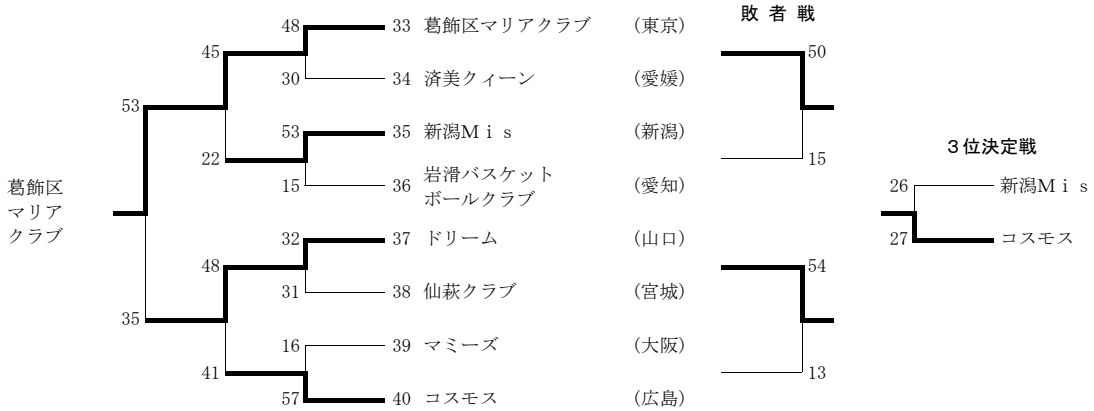 敗者戦
48 33 葛飾区マリアクラブ (東京)
45 50
30 34 済美クィーン (愛媛)
53
53 35 新潟Mｉｓ (新潟)
3位決定戦
22 15
岩滑バスケット
15 36 (愛知)
ボールクラブ
26 新潟Mｉｓ
葛飾区
マリア
クラブ
32 37 ドリーム (山口)
27 コスモス
48 54
31 38 仙萩クラブ (宮城)
35
16 39 マミーズ (大阪)
41 13
57 40 コスモス (広島)